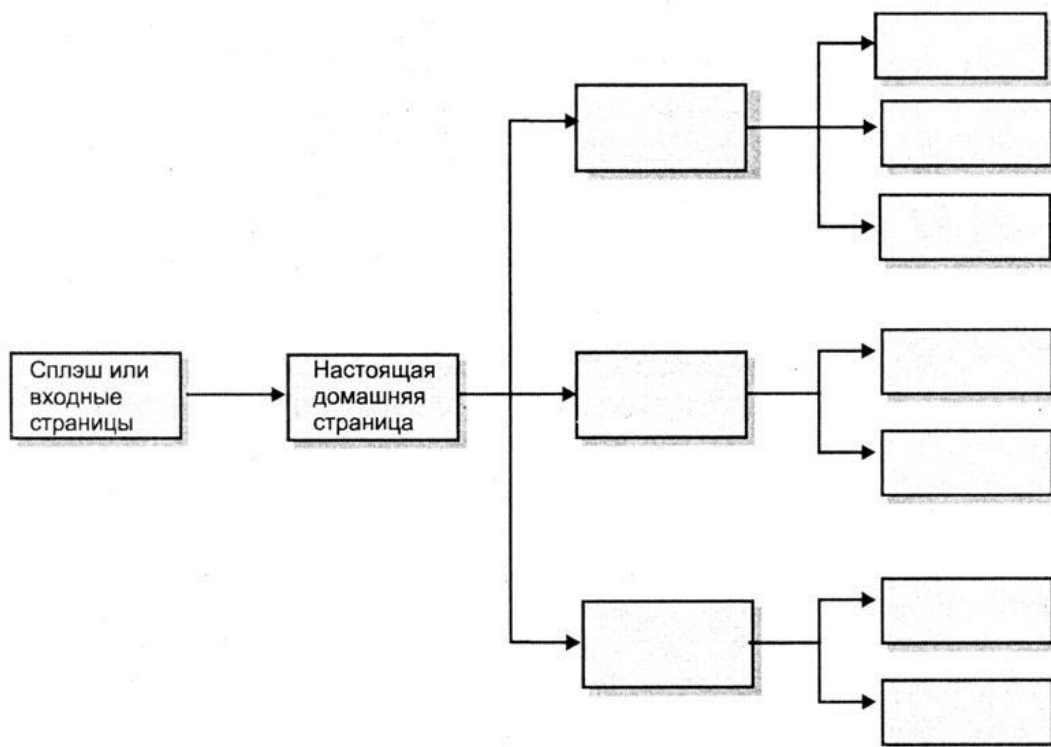 Сплэш или
входные
страницы
Настоящая
домашняя
страница